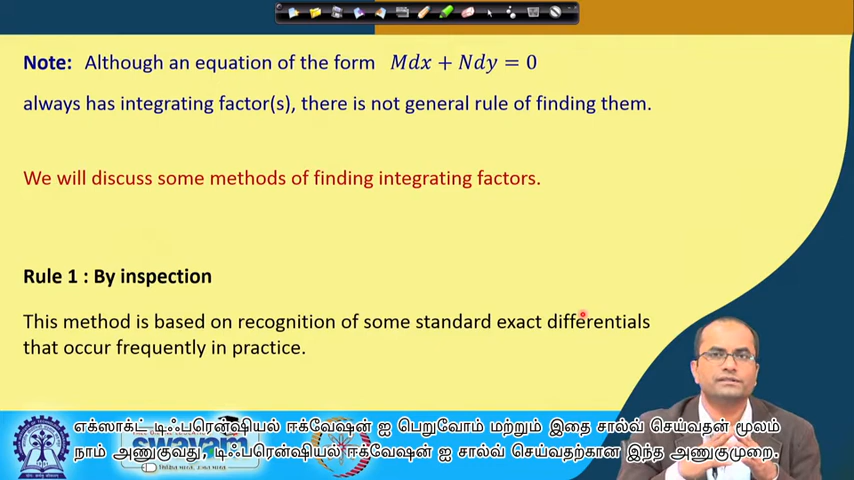 Note: Although an equation of the form Mdx + Ndy = 0
always has integrating factor(s), there is not general rule of finding them.
We will discuss some methods of finding integrating factors.
Rule 1 : By inspection
This method is based on recognition of some standard exact differentials
that occur frequently in practice.
எக்ஸாக்ட் டிஃபரென்ஷியல் ஈக்வேஷன் ஐ பெறுவோம் மற்றும் இதை சால்வ் செய்வதன் மூலம்
நாம் அணுகுவது, டிஃபரென்ஷியல் ஈக்வேஷன் ஐ சால்வ் செய்வதற்கான இந்த அணுகுமுறை.
swayam